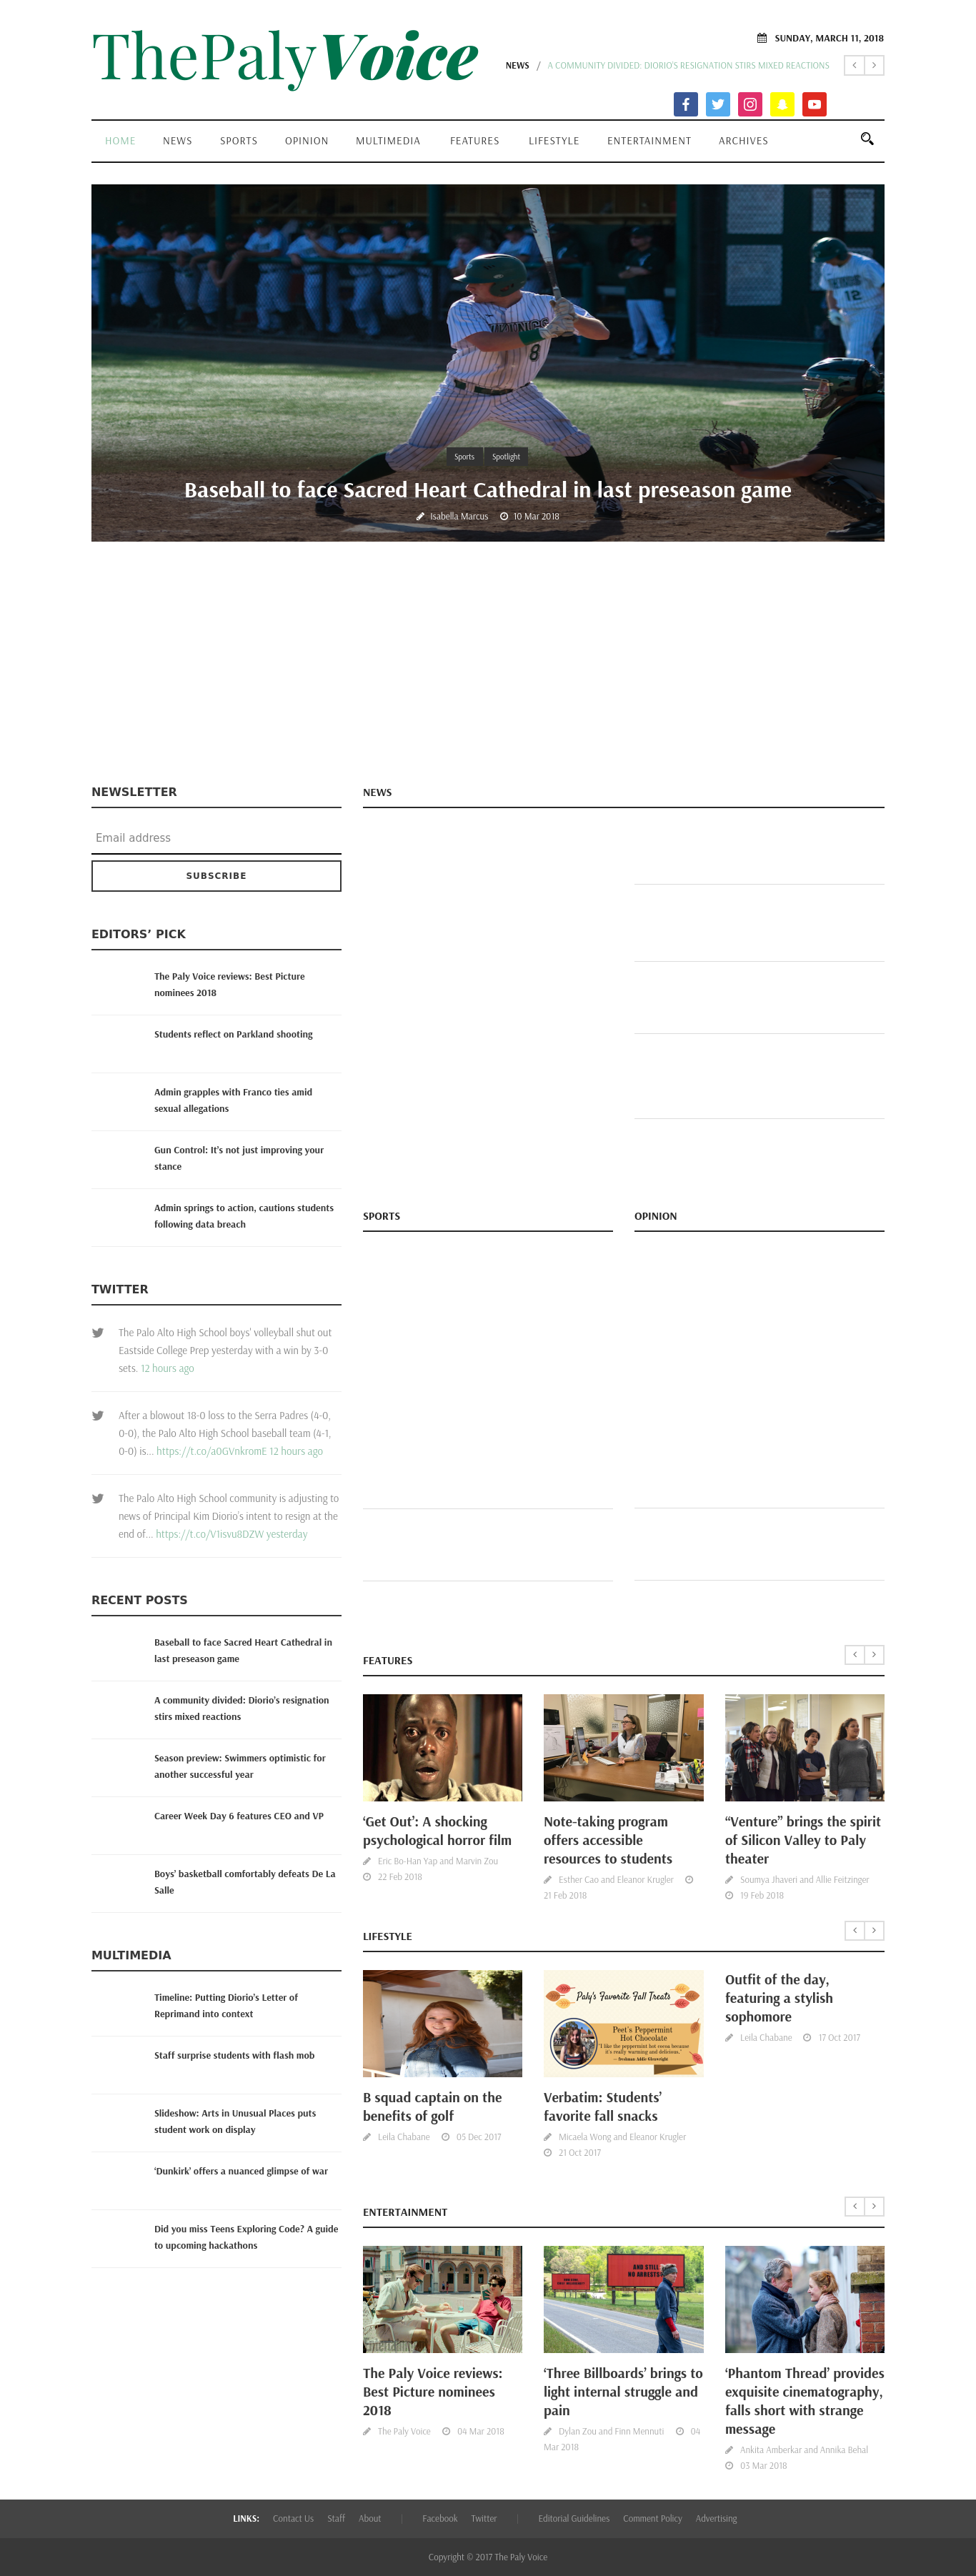 ThePalyVoice
SUNDAY, MARCH 11, 2018
NEWS / A COMMUNITY DIVIDED: DIORIO'S RESIGNATION STIRS MIXED REACTIONS
HOME NEWS SPORTS OPINION MULTIMEDIA FEATURES LIFESTYLE ENTERTAINMENT ARCHIVES
Sports Spotlight
Baseball to face Sacred Heart Cathedral in last preseason game
Isabella Marcus 10 Mar 2018
NEWSLETTER
Email address
SUBSCRIBE
EDITORS' PICK
The Paly Voice reviews: Best Picture
nominees 2018
Students reflect on Parkland shooting
Admin grapples with Franco ties amid
sexual allegations
Gun Control: It's not just improving your
stance
Admin springs to action, cautions students
following data breach
TWITTER
The Palo Alto High School boys' volleyball shut out
Eastside College Prep yesterday with a win by 3-0
sets. 12 hours ago
After a blowout 18-0 loss to the Serra Padres (4-0,
0-0), the Palo Alto High School baseball team (4-1,
0-0) is... https://t.co/a0GVnkromE 12 hours ago
The Palo Alto High School community is adjusting to
news of Principal Kim Diorio's intent to resign at the
end of... https://t.co/V1isvu8DZW yesterday
RECENT POSTS
Baseball to face Sacred Heart Cathedral in
last preseason game
A community divided: Diorio's resignation
stirs mixed reactions
Season preview: Swimmers optimistic for
another successful year
Career Week Day 6 features CEO and VP
Boys' basketball comfortably defeats De La
Salle
MULTIMEDIA
Timeline: Putting Diorio's Letter of
Reprimand into context
Staff surprise students with flash mob
Slideshow: Arts in Unusual Places puts
student work on display
'Dunkirk' offers a nuanced glimpse of war
Did you miss Teens Exploring Code? A guide
to upcoming hackathons
NEWS
SPORTS
OPINION
FEATURES
‘Get Out’: A shocking
psychological horror film
Eric Bo-Han Yap and Marvin Zou
22 Feb 2018
Note-taking program
offers accessible
resources to students
Esther Cao and Eleanor Krugler
21 Feb 2018
“Venture” brings the spirit
of Silicon Valley to Paly
theater
Soumya Jhaveri and Allie Feitzinger
19 Feb 2018
LIFESTYLE
B squad captain on the
benefits of golf
Leila Chabane 05 Dec 2017
Paly's Favorite Fall Treats
Peet's Peppermint
Hot Chocolate
Verbatim: Students’
favorite fall snacks
Micaela Wong and Eleanor Krugler
21 Oct 2017
Outfit of the day,
featuring a stylish
sophomore
Leila Chabane 17 Oct 2017
ENTERTAINMENT
The Paly Voice reviews:
Best Picture nominees
2018
The Paly Voice 04 Mar 2018
AND STILL
NO ARRESTS?
‘Three Billboards’ brings to
light internal struggle and
pain
Dylan Zou and Finn Mennuti 04
Mar 2018
‘Phantom Thread’ provides
exquisite cinematography,
falls short with strange
message
Ankita Amberkar and Annika Behal
03 Mar 2018
LINKS: Contact Us Staff About | Facebook Twitter | Editorial Guidelines Comment Policy Advertising
Copyright © 2017 The Paly Voice